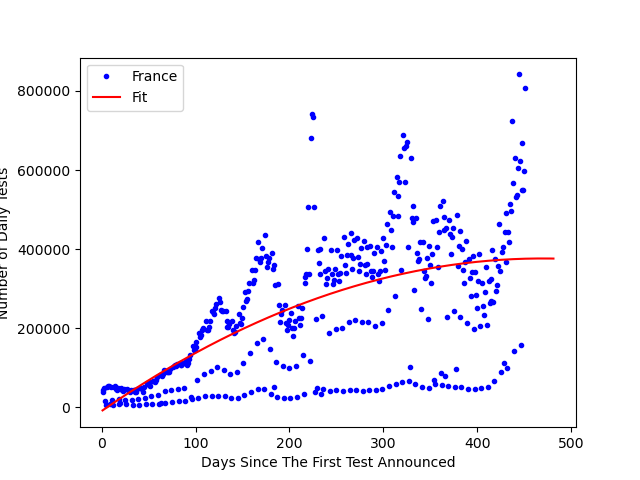 France
Fit
800000
600000
400000
200000
0
Number of Daily Tests
0 100 200 300 400 500
Days Since The First Test Announced